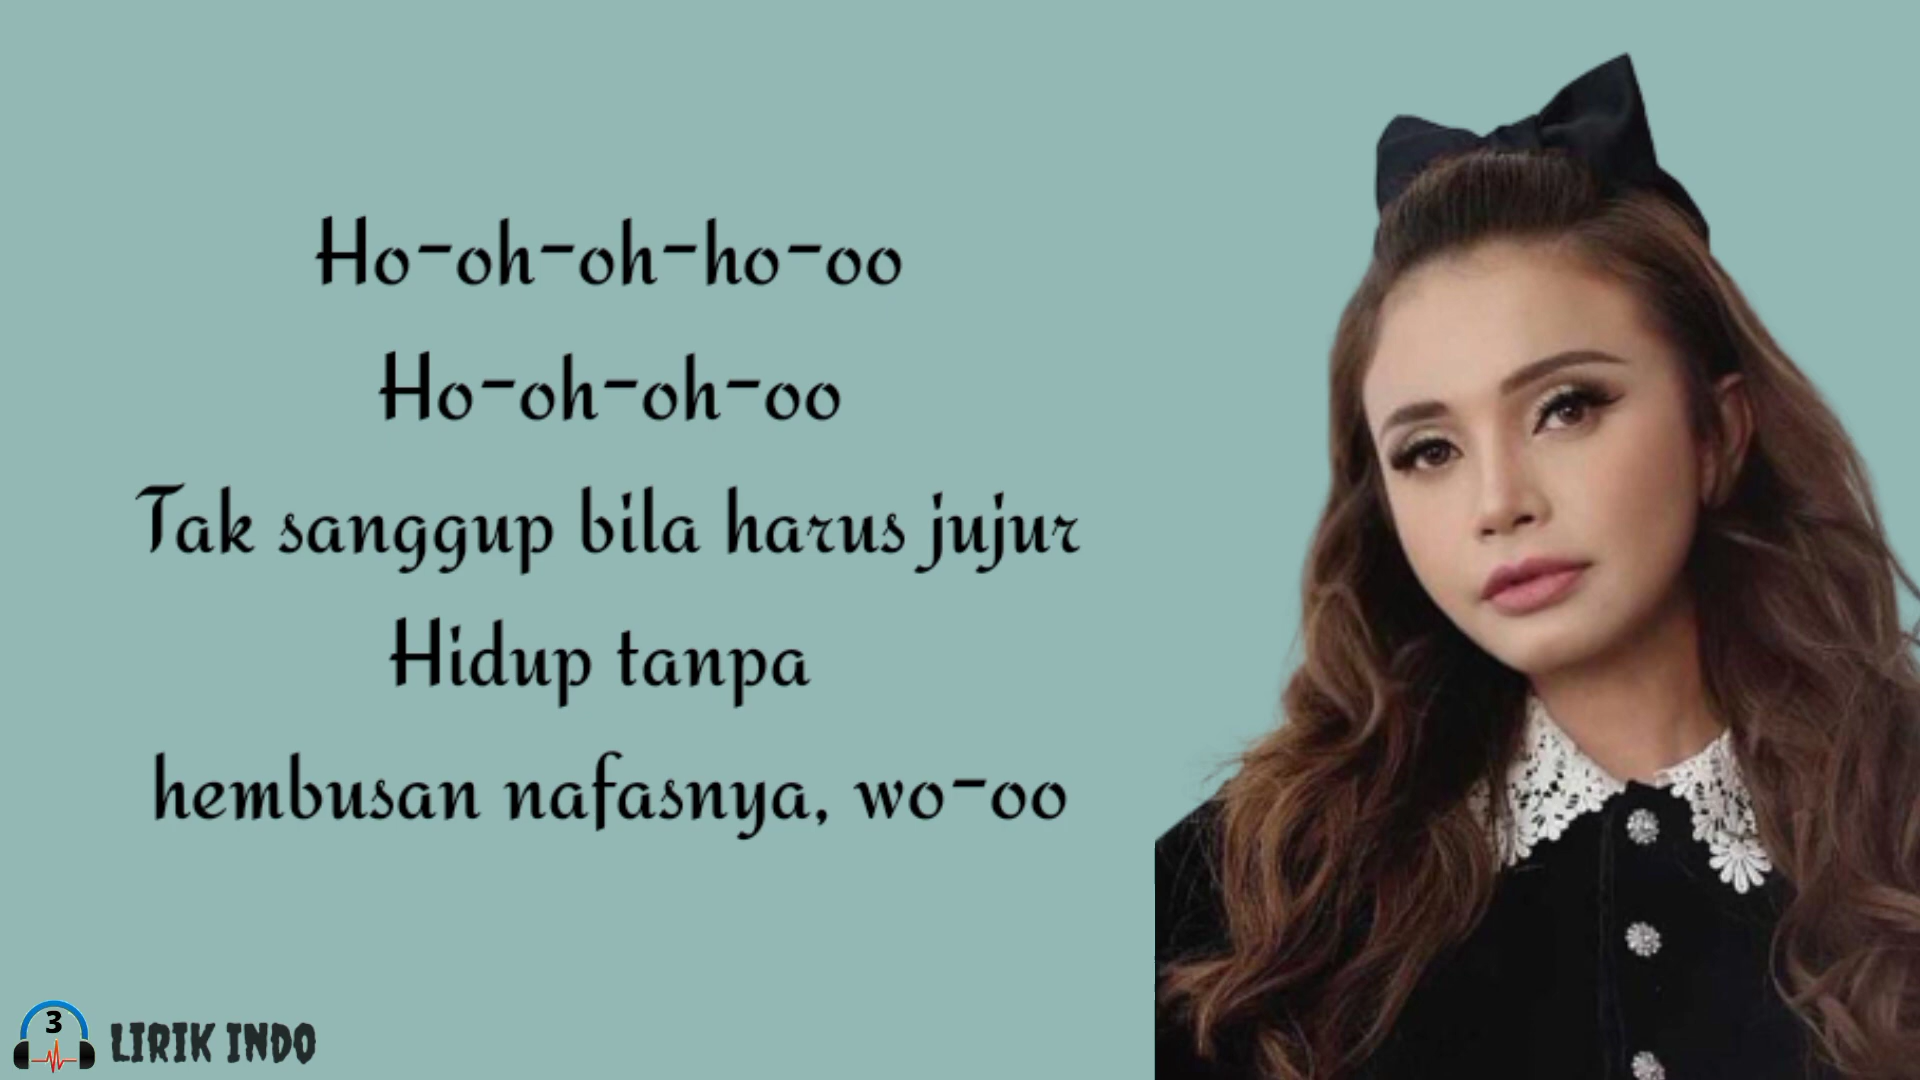 Ho-oh-oh-ho-oo
Ho-oh-oh-oo
Tak sanggup bila harus jujur
Hidup tanpa
hembusan nafasnya, wo-oo
3
LIRIK INDO